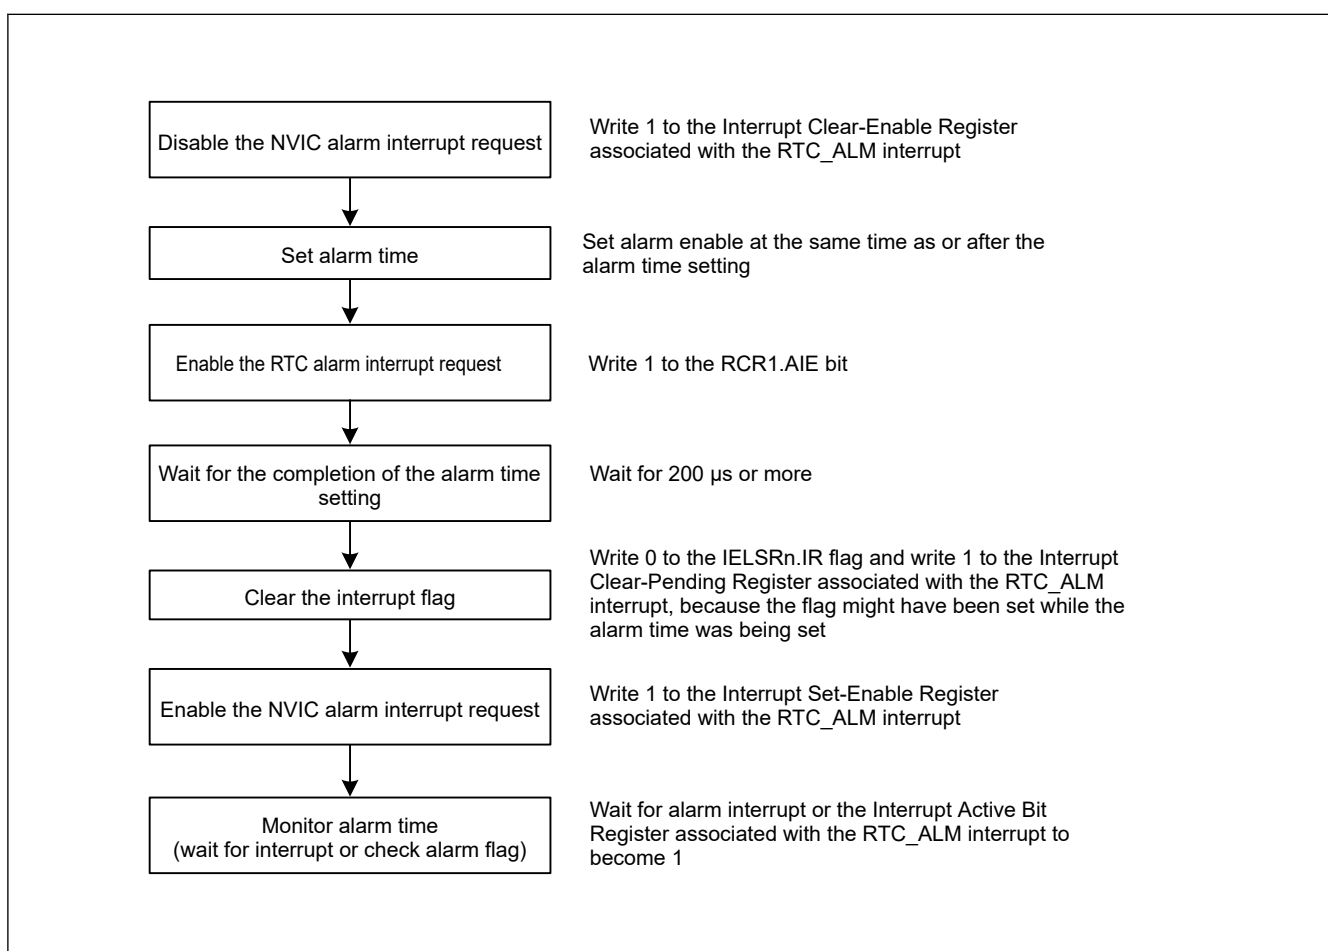 Disable the NVIC alarm interrupt request
Write 1 to the Interrupt Clear-Enable Register
associated with the RTC_ALM interrupt
Set alarm time
Set alarm enable at the same time as or after the
alarm time setting
Enable the RTC alarm interrupt request
Write 1 to the RCR1.AIE bit
Wait for the completion of the alarm time
setting
Wait for 200 µs or more
Clear the interrupt flag
Write 0 to the IELSRn.IR flag and write 1 to the Interrupt
Clear-Pending Register associated with the RTC_ALM
interrupt, because the flag might have been set while the
alarm time was being set
Enable the NVIC alarm interrupt request
Write 1 to the Interrupt Set-Enable Register
associated with the RTC_ALM interrupt
Monitor alarm time
(wait for interrupt or check alarm flag)
Wait for alarm interrupt or the Interrupt Active Bit
Register associated with the RTC_ALM interrupt to
become 1